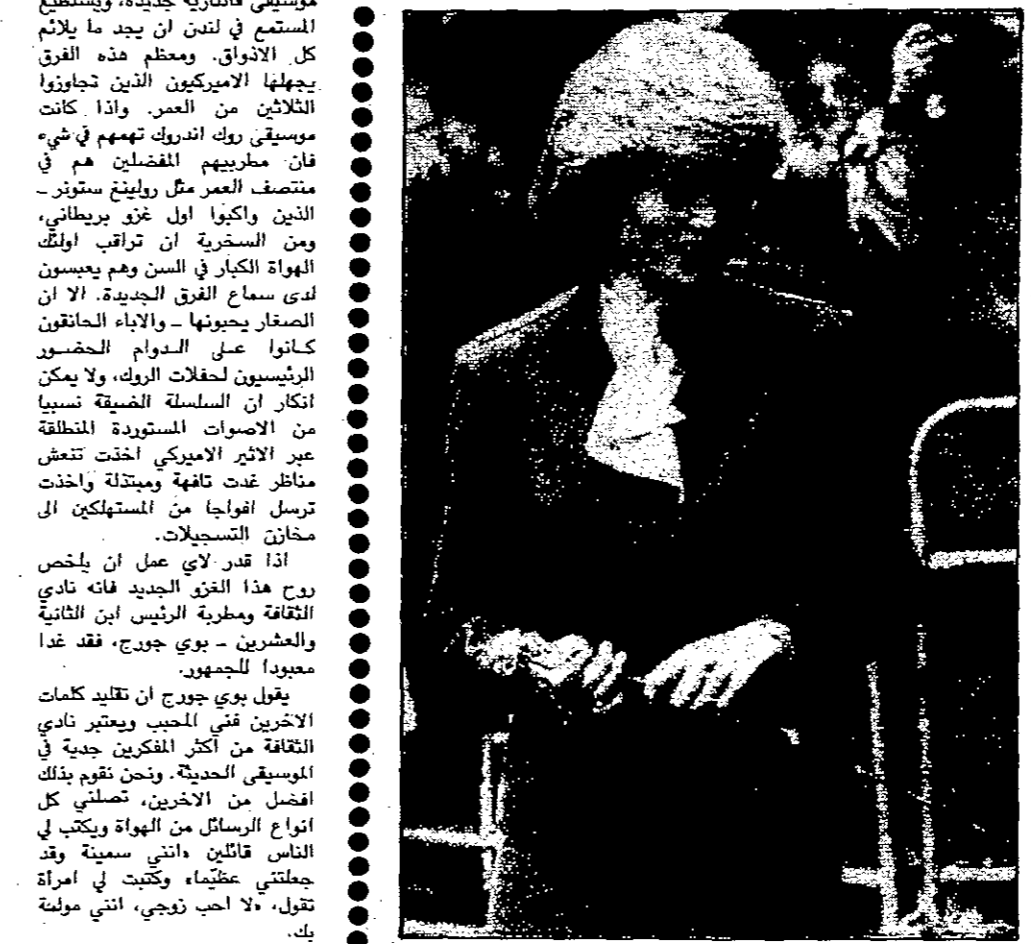 موسيقى فانتازية جديدة، ويستطيع
المستمع في لندن ان يجد ما يلائم
كل الاذواق. ومعظم هذه الفرق
يجهلها الاميركيون الذين تجاوزوا
الثلاثين من العمر. واذا كانت
موسيقى روك اندروك تهمهم في شيء
فان مطربيهم المفضلين هم في
منتصف العمر مثل رولينغ ستونر ـ
الذين واكبوا اول غزو بريطاني،
ومن السخرية ان تراقب اولئك
الهواة الكبار في السن وهم يعبسون
لدى سماع الفرق الجديدة. الا ان
الصغار يحبونها ـ والاباء الحانقون
كانوا على الدوام الحضور
الرئيسيون لحفلات الروك، ولا يمكن
انكار ان السلسلة الضيقة نسبيا
من الاصوات المستوردة المنطلقة
عبر الاثير الاميركي اخذت تنعش
مناظر غدت تافهة ومبتذلة واخذت
ترسل افواجا من المستهلكين الى
مخازن التسجيلات.
اذا قدر لاي عمل ان يلخص
روح هذا الغزو الجديد فانه نادي
الثقافة ومطربة الرئيس ابن الثانية
والعشرين ـ بوي جورج، فقد غدا
معبودا للجمهور.
يقول بوي جورج ان تقليد كلمات
الاخرين فني المحبب ويعتبر نادي
الثقافة من اكثر المفكرين جدية في
الموسيقى الحديثة. ونحن نقوم بذلك
افضل من الاخرين، تصلني كل
انواع الرسائل من الهواة ويكتب لي
الناس قائلين «انني سمينة وقد
جعلتني عظيما» وكتبت لي امرأة
تقول، «لا احب زوجي، انني مولعة
بك.